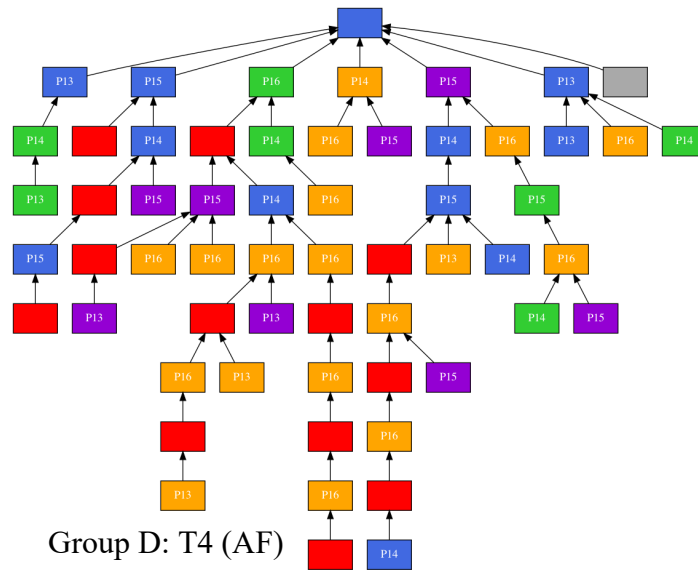 P13 P15 P16 P14 P15 P13
P14 P14 P14 P16 P15 P14 P16 P13 P16 P14
P13 P15 P15 P14 P16 P15 P15
P15 P16 P16 P16 P16 P13 P14 P16
P13 P13 P16 P14 P15
P16 P13 P16 P15
P16
P13 P16
P14
Group D: T4 (AF)